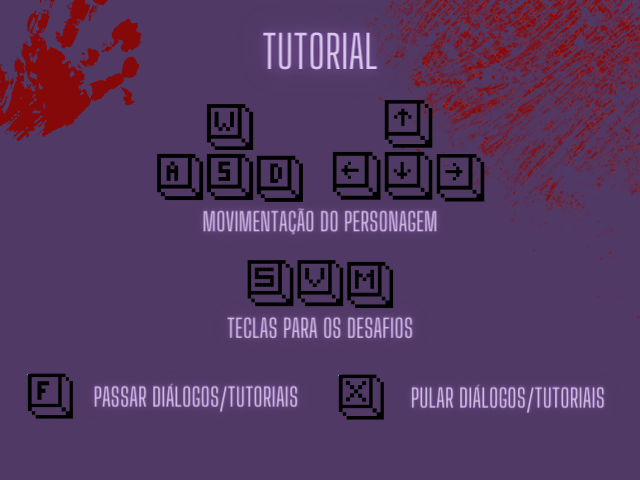 TUTORIAL
W ↑
A S D ← ↓ →
MOVIMENTAÇÃO DO PERSONAGEM
S V M
TECLAS PARA OS DESAFIOS
F PASSAR DIÁLOGOS/TUTORIAIS X PULAR DIÁLOGOS/TUTORIAIS